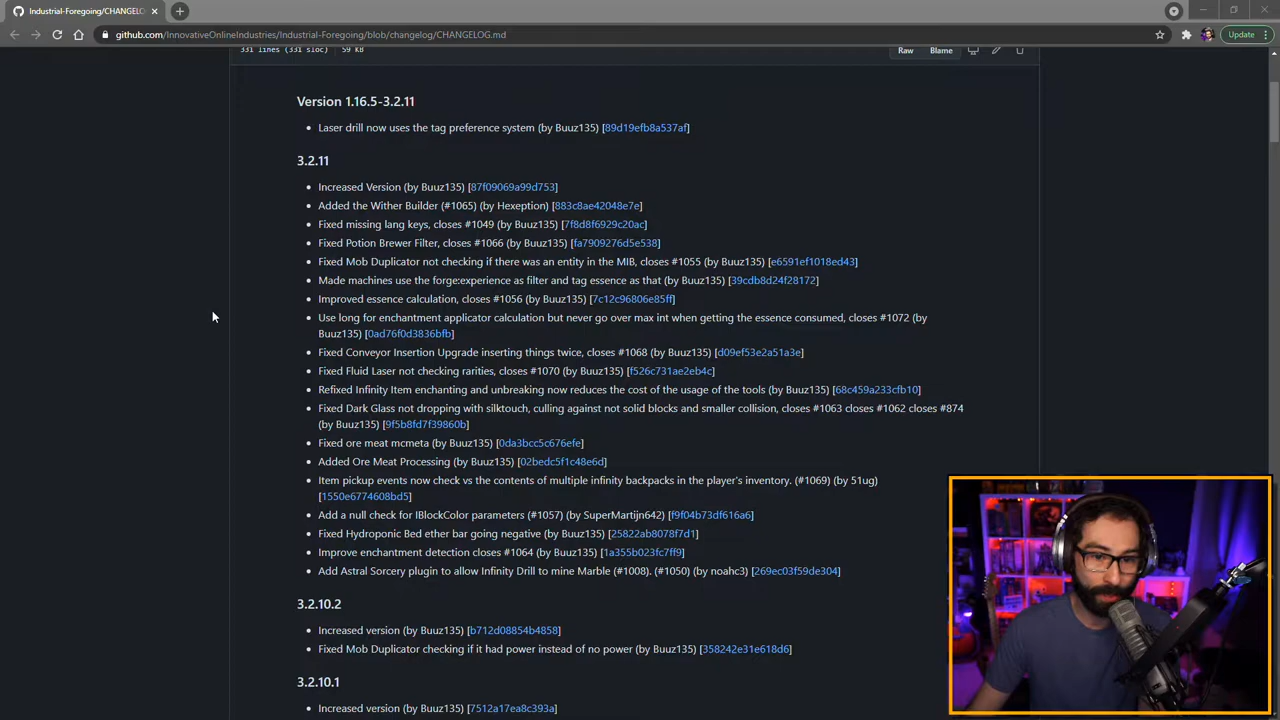 Industrial-Foregoing/CHANGELO
github.com/InnovativeOnlineIndustries/Industrial-Foregoing/blob/changelog/CHANGELOG.md
Update
331 lines (331 sloc) 59 KB
Raw
Blame
Version 1.16.5-3.2.11
Laser drill now uses the tag preference system (by Buuz135) [89d19efb8a537af]
3.2.11
Increased Version (by Buuz135) [87f09069a99d753]
Added the Wither Builder (#1065) (by Hexeption) [883c8ae42048e7e]
Fixed missing lang keys, closes #1049 (by Buuz135) [7f8d8f6929c20ac]
Fixed Potion Brewer Filter, closes #1066 (by Buuz135) [fa7909276d5e538]
Fixed Mob Duplicator not checking if there was an entity in the MIB, closes #1055 (by Buuz135) [e6591ef1018ed43]
Made machines use the forge:experience as filter and tag essence as that (by Buuz135) [39cdb8d24f28172]
Improved essence calculation, closes #1056 (by Buuz135) [7c12c96806e85ff]
Use long for enchantment applicator calculation but never go over max int when getting the essence consumed, closes #1072 (by
Buuz135) [0ad76f0d3836bfb]
Fixed Conveyor Insertion Upgrade inserting things twice, closes #1068 (by Buuz135) [d09ef53e2a51a3e]
Fixed Fluid Laser not checking rarities, closes #1070 (by Buuz135) [f526c731ae2eb4c]
Refixed Infinity Item enchanting and unbreaking now reduces the cost of the usage of the tools (by Buuz135) [68c459a233cfb10]
Fixed Dark Glass not dropping with silktouch, culling against not solid blocks and smaller collision, closes #1063 closes #1062 closes #874
(by Buuz135) [9f5b8fd7f39860b]
Fixed ore meat mcmeta (by Buuz135) [0da3bcc5c676efe]
Added Ore Meat Processing (by Buuz135) [02bedc5f1c48e6d]
Item pickup events now check vs the contents of multiple infinity backpacks in the player's inventory. (#1069) (by 51ug)
[1550e6774608bd5]
Add a null check for IBlockColor parameters (#1057) (by SuperMartijn642) [f9f04b73df616a6]
Fixed Hydroponic Bed ether bar going negative (by Buuz135) [25822ab8078f7d1]
Improve enchantment detection closes #1064 (by Buuz135) [1a355b023fc7ff9]
Add Astral Sorcery plugin to allow Infinity Drill to mine Marble (#1008). (#1050) (by noahc3) [269ec03f59de304]
3.2.10.2
Increased version (by Buuz135) [b712d08854b4858]
Fixed Mob Duplicator checking if it had power instead of no power (by Buuz135) [358242e31e618d6]
3.2.10.1
Increased version (by Buuz135) [7512a17ea8c393a]